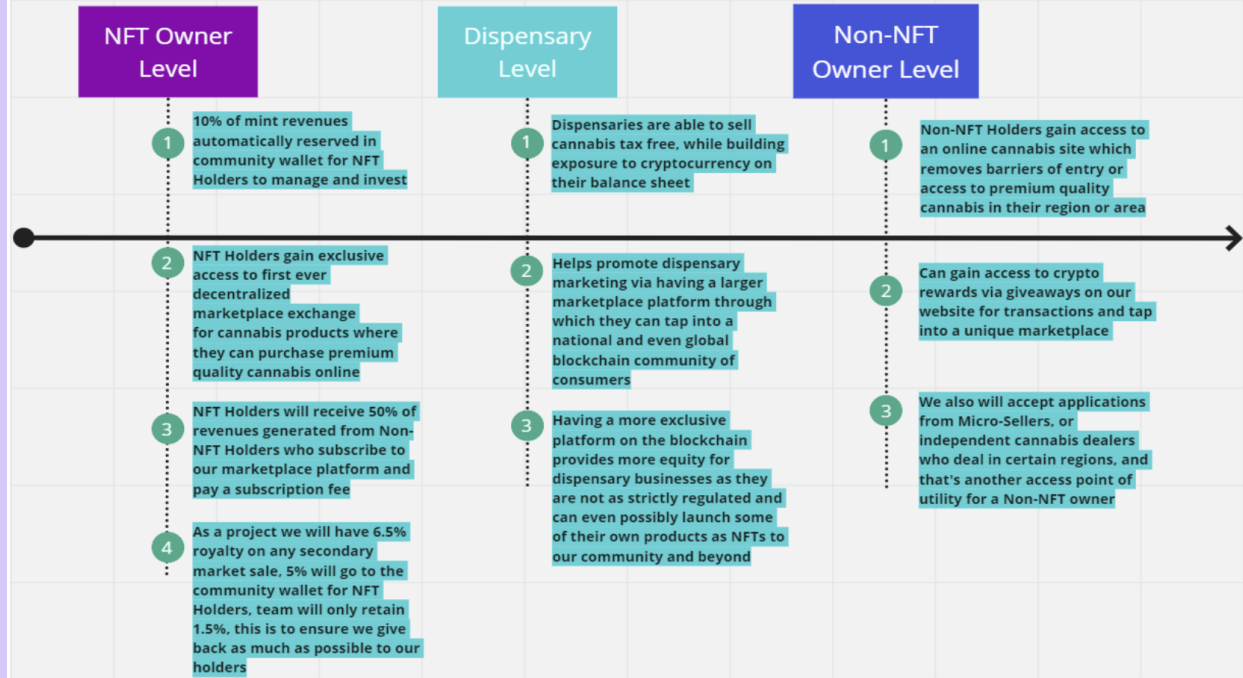 NFT Owner
Level
1
10% of mint revenues
automatically reserved in
community wallet for NFT
Holders to manage and invest
2
NFT Holders gain exclusive
access to first ever
decentralized
marketplace exchange
for cannabis products where
they can purchase premium
quality cannabis online
3
NFT Holders will receive 50% of
revenues generated from Non-
NFT Holders who subscribe to
our marketplace platform and
pay a subscription fee
4
As a project we will have 6.5%
royalty on any secondary
market sale, 5% will go to the
community wallet for NFT
Holders, team will only retain
1.5%, this is to ensure we give
back as much as possible to our
holders
Dispensary
Level
1
Dispensaries are able to sell
cannabis tax free, while building
exposure to cryptocurrency on
their balance sheet
2
Helps promote dispensary
marketing via having a larger
marketplace platform through
which they can tap into a
national and even global
blockchain community of
consumers
3
Having a more exclusive
platform on the blockchain
provides more equity for
dispensary businesses as they
are not as strictly regulated and
can even possibly launch some
of their own products as NFTs to
our community and beyond
Non-NFT
Owner Level
1
Non-NFT Holders gain access to
an online cannabis site which
removes barriers of entry or
access to premium quality
cannabis in their region or area
2
Can gain access to crypto
rewards via giveaways on our
website for transactions and tap
into a unique marketplace
3
We also will accept applications
from Micro-Sellers, or
independent cannabis dealers
who deal in certain regions, and
that's another access point of
utility for a Non-NFT owner